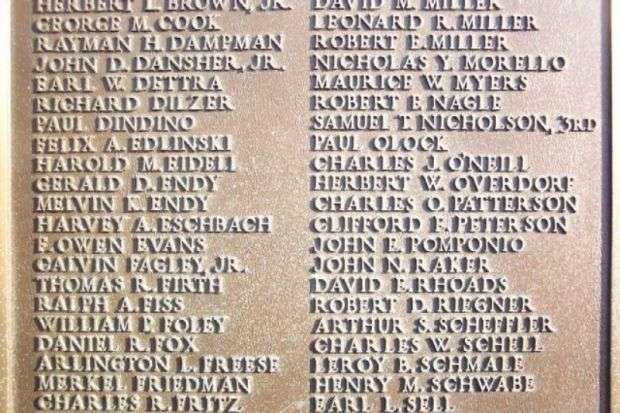 HERBERT L. BROWN, JR.
GEORGE M. COOK
RAYMAN H. DAMPMAN
JOHN D. DANSHER, JR.
EARL W. DETTRA
RICHARD DILZER
PAUL DINDINO
FELIX A. EDLINSKI
HAROLD M. EIDELL
GERALD D. ENDY
MELVIN K. ENDY
HARVEY A. ESCHBACH
F. OWEN EVANS
CALVIN FAGLEY, JR.
THOMAS R. FIRTH
RALPH A. FISS
WILLIAM P. FOLEY
DANIEL R. FOX
ARLINGTON L. FREESE
MERKEL FRIEDMAN
CHARLES R. FRITZ
DAVID M. MILLER
LEONARD R. MILLER
ROBERT E. MILLER
NICHOLAS Y. MORELLO
MAURICE W. MYERS
ROBERT F. NAGLE
SAMUEL T. NICHOLSON, 3RD
PAUL OLOCK
CHARLES J. O'NEILL
HERBERT W. OVERDORF
CHARLES O. PATTERSON
CLIFFORD E. PETERSON
JOHN E. POMPONIO
JOHN N. RAKER
DAVID F. RHOADS
ROBERT D. RIEGNER
ARTHUR S. SCHEFFLER
CHARLES W. SCHELL
LEROY B. SCHMALE
HENRY M. SCHWABE
EARL L. SELL